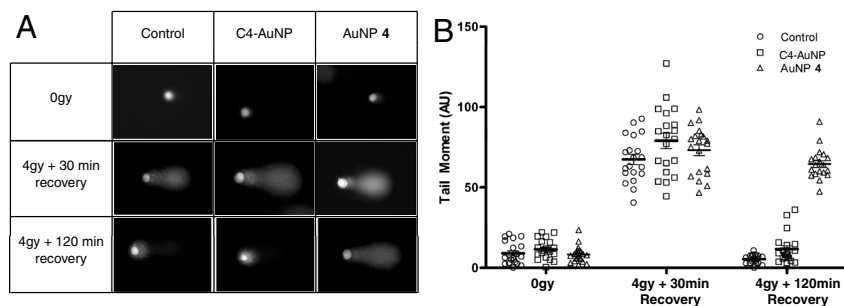 A
Control C4-AuNP AuNP 4
0gy
4gy + 30 min
recovery
4gy + 120 min
recovery
B
Control
C4-AuNP
AuNP 4
Tail Moment (AU)
150
100
50
0
0gy
4gy + 30min
Recovery
4gy + 120min
Recovery